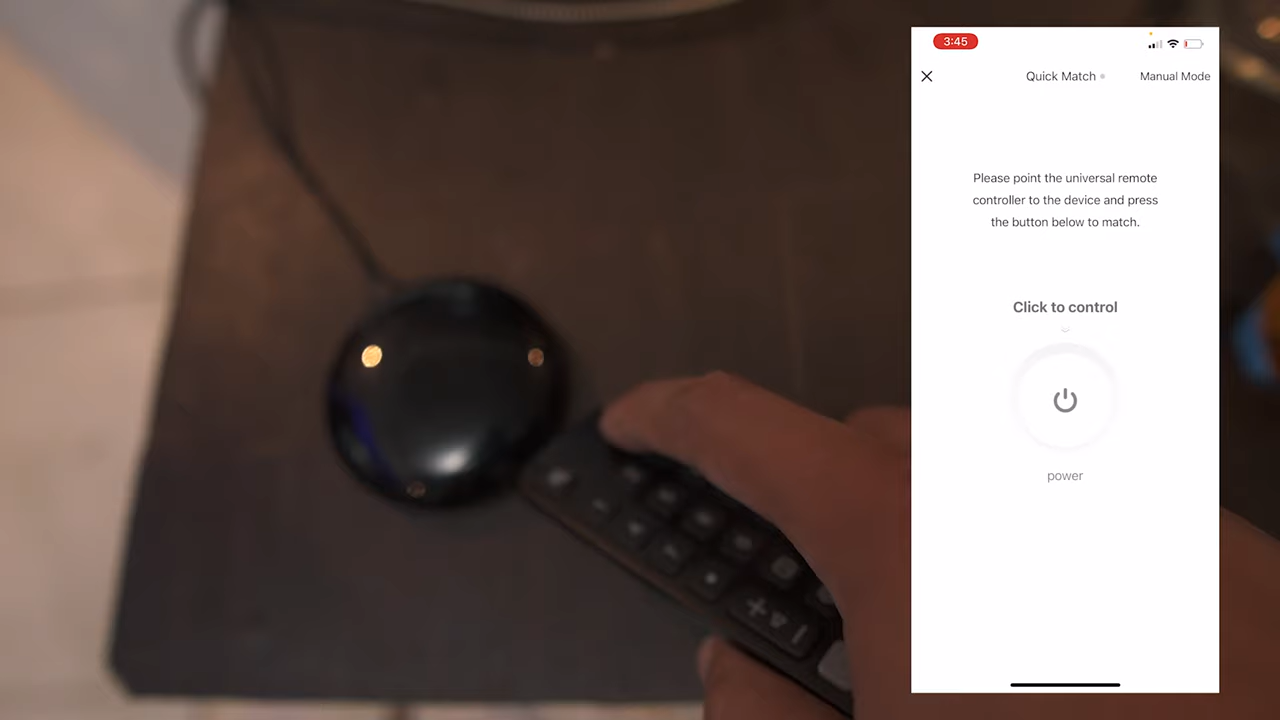 3:45
Quick Match
Manual Mode
Please point the universal remote
controller to the device and press
the button below to match.
Click to control
power